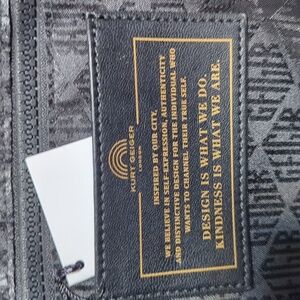 KURT GEIGER
LONDON
INSPIRED BY OUR CITY,
WE BELIEVE IN SELF-EXPRESSION, AUTHENTICITY
AND DISTINCTIVE DESIGN FOR THE INDIVIDUAL WHO
WANTS TO CHANNEL THEIR TRUE SELF.
DESIGN IS WHAT WE DO.
KINDNESS IS WHAT WE ARE.